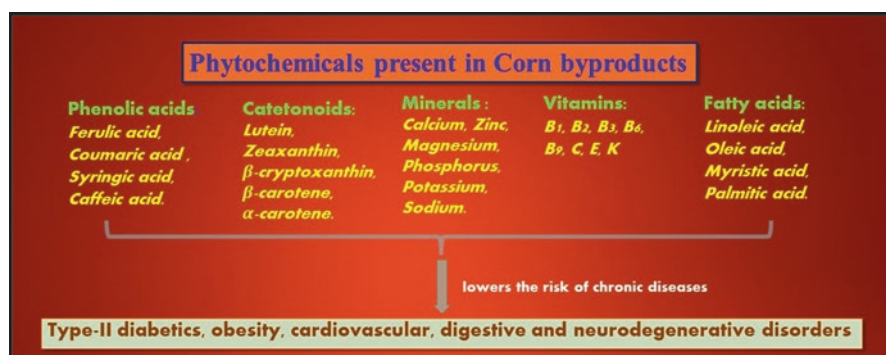 Phytochemicals present in Corn byproducts
Phenolic acids
Ferulic acid,
Coumaric acid ,
Syringic acid,
Caffeic acid.
Catetonoids:
Lutein,
Zeaxanthin,
β-cryptoxanthin,
β-carotene,
α-carotene.
Minerals :
Calcium, Zinc,
Magnesium,
Phosphorus,
Potassium,
Sodium.
Vitamins:
B1, B2, B3, B6,
B9, C, E, K
Fatty acids:
Linoleic acid,
Oleic acid,
Myristic acid,
Palmitic acid.
lowers the risk of chronic diseases
Type-II diabetics, obesity, cardiovascular, digestive and neurodegenerative disorders